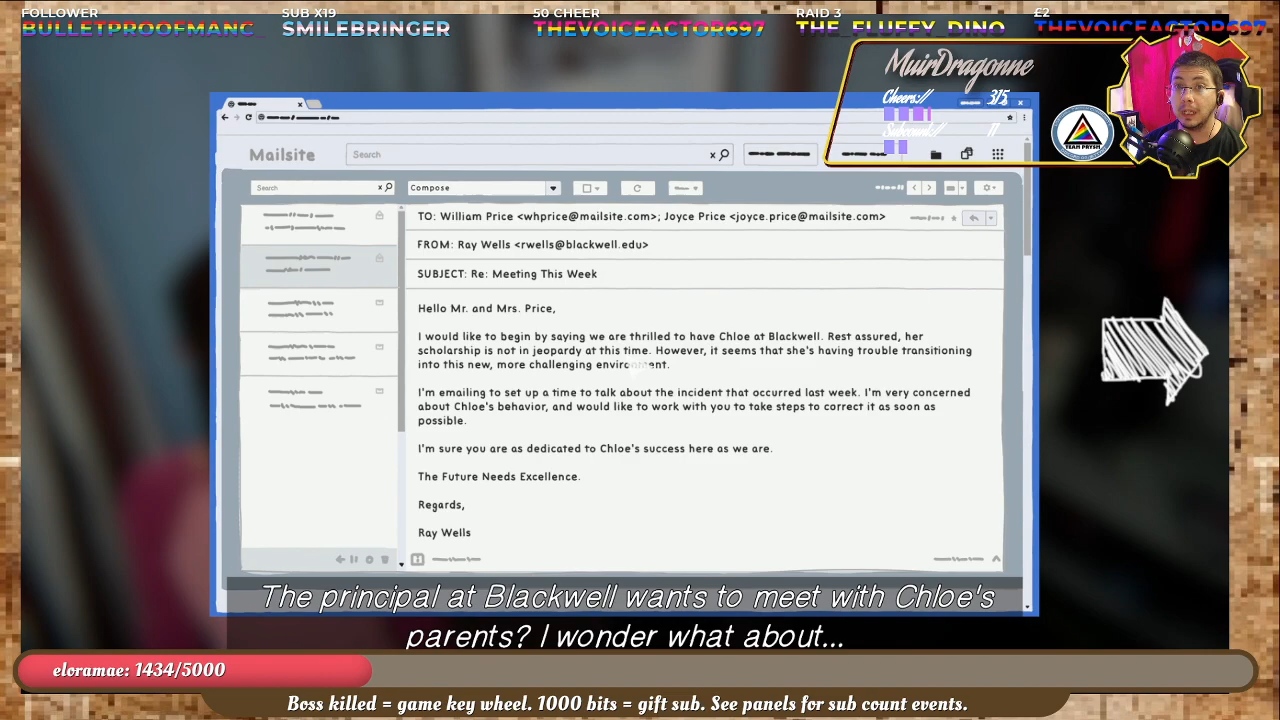 FOLLOWER
BULLETPROOFMANC
SUB X19
SMILEBRINGER
50 CHEER
THEVOICEACTOR697
RAID 3
THE_FLUFFY_DINO
£2
THEVOICEACTOR697
MuirDragonne
Cheers// 3/5
Subcount// 11
TEAM PRYSM
Mailsite
Search
Search
Compose
TO: William Price <whprice@mailsite.com>; Joyce Price <joyce.price@mailsite.com>
FROM: Ray Wells <rwells@blackwell.edu>
SUBJECT: Re: Meeting This Week
Hello Mr. and Mrs. Price,
I would like to begin by saying we are thrilled to have Chloe at Blackwell. Rest assured, her
scholarship is not in jeopardy at this time. However, it seems that she's having trouble transitioning
into this new, more challenging environment.
I'm emailing to set up a time to talk about the incident that occurred last week. I'm very concerned
about Chloe's behavior, and would like to work with you to take steps to correct it as soon as
possible.
I'm sure you are as dedicated to Chloe's success here as we are.
The Future Needs Excellence.
Regards,
Ray Wells
The principal at Blackwell wants to meet with Chloe's
parents? I wonder what about...
eloramae: 1434/5000
Boss killed = game key wheel. 1000 bits = gift sub. See panels for sub count events.